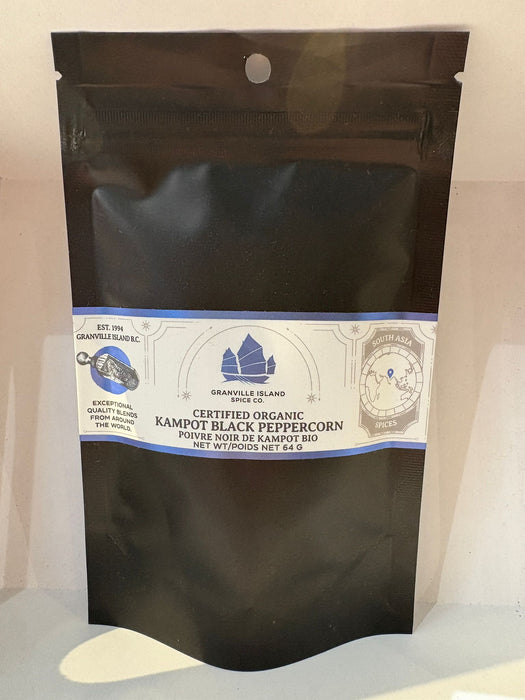 EST. 1994
GRANVILLE ISLAND B.C.
EXCEPTIONAL
QUALITY BLENDS
FROM AROUND
THE WORLD.
GRANVILLE ISLAND
SPICE CO.
CERTIFIED ORGANIC
KAMPOT BLACK PEPPERCORN
POIVRE NOIR DE KAMPOT BIO
NET WT/POIDS NET 64 G
SOUTH ASIA
SPICES